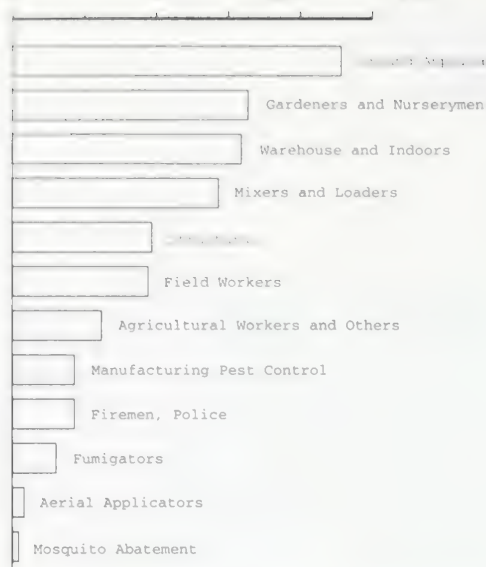 Gardeners and Nurserymen
Warehouse and Indoors
Mixers and Loaders
Field Workers
Agricultural Workers and Others
Manufacturing Pest Control
Firemen, Police
Fumigators
Aerial Applicators
Mosquito Abatement